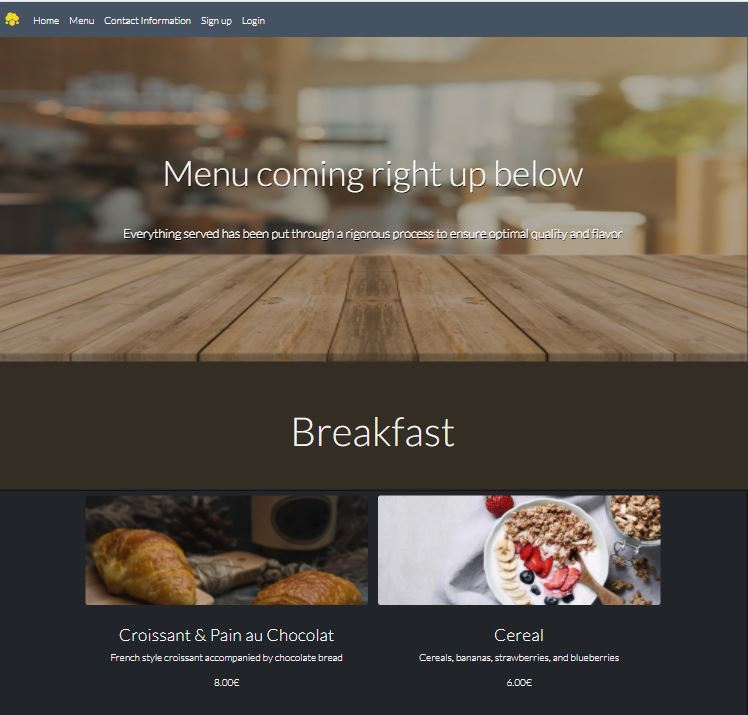 Home Menu Contact Information Sign up Login
Menu coming right up below
Everything served has been put through a rigorous process to ensure optimal quality and flavor
Breakfast
Croissant & Pain au Chocolat
French style croissant accompanied by chocolate bread
8.00€
Cereal
Cereals, bananas, strawberries, and blueberries
6.00€